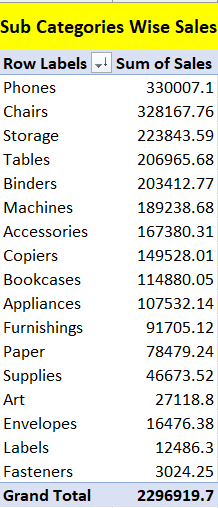 Sub Categories Wise Sales
Row Labels Sum of Sales
Phones 330007.1
Chairs 328167.76
Storage 223843.59
Tables 206965.68
Binders 203412.77
Machines 189238.68
Accessories 167380.31
Copiers 149528.01
Bookcases 114880.05
Appliances 107532.14
Furnishings 91705.12
Paper 78479.24
Supplies 46673.52
Art 27118.8
Envelopes 16476.38
Labels 12486.3
Fasteners 3024.25
Grand Total 2296919.7